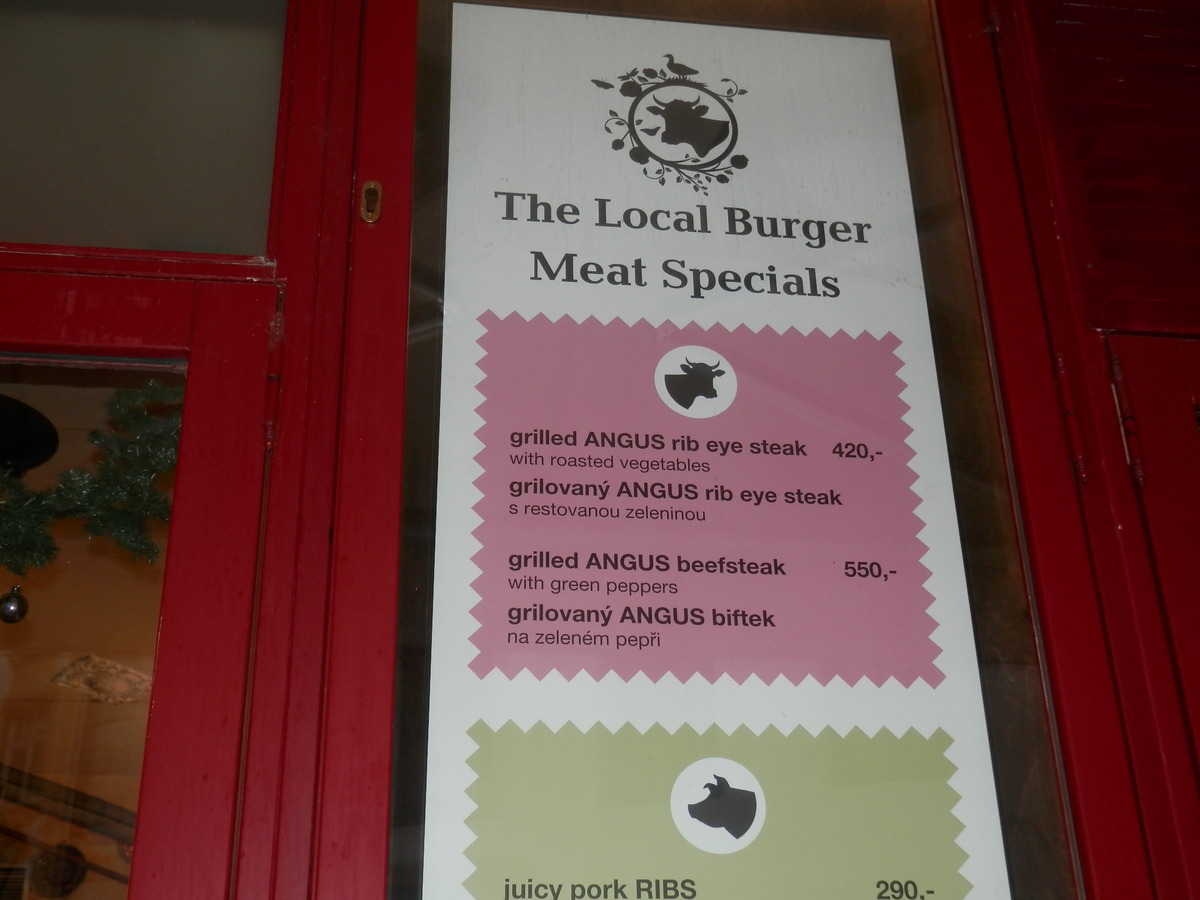 The Local Burger
Meat Specials
grilled ANGUS rib eye steak 420,-
with roasted vegetables
grilovaný ANGUS rib eye steak
s restovanou zeleninou
grilled ANGUS beefsteak 550,-
with green peppers
grilovaný ANGUS biftek
na zeleném pepři
juicy pork RIBS 290,-